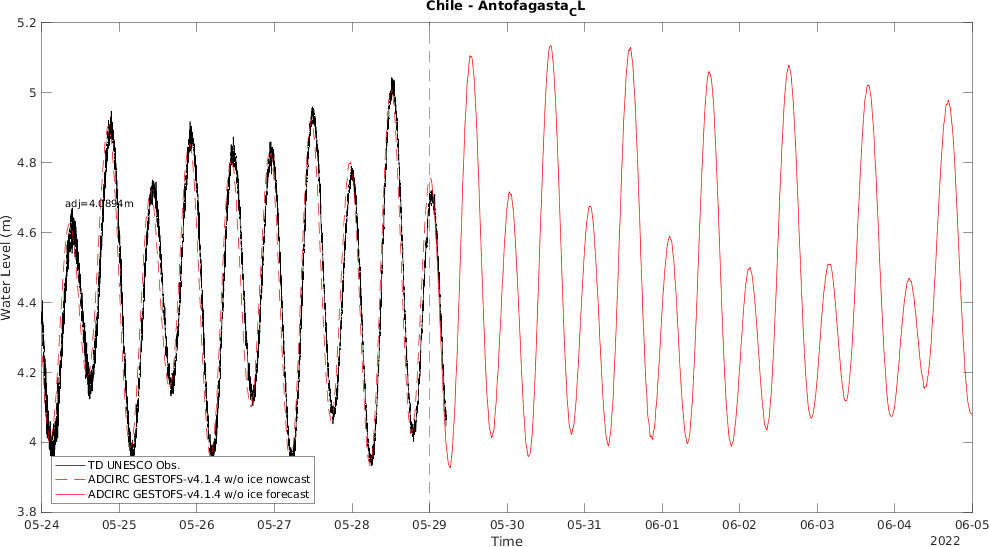 Chile - Antofagasta_CL
5.2
5
4.8
4.6
4.4
4.2
4
3.8
Water Level (m)
adj=4.0894m
TD UNESCO Obs.
ADCIRC GESTOFS-v4.1.4 w/o ice nowcast
ADCIRC GESTOFS-v4.1.4 w/o ice forecast
05-24 05-25 05-26 05-27 05-28 05-29 05-30 05-31 06-01 06-02 06-03 06-04 06-05
Time
2022